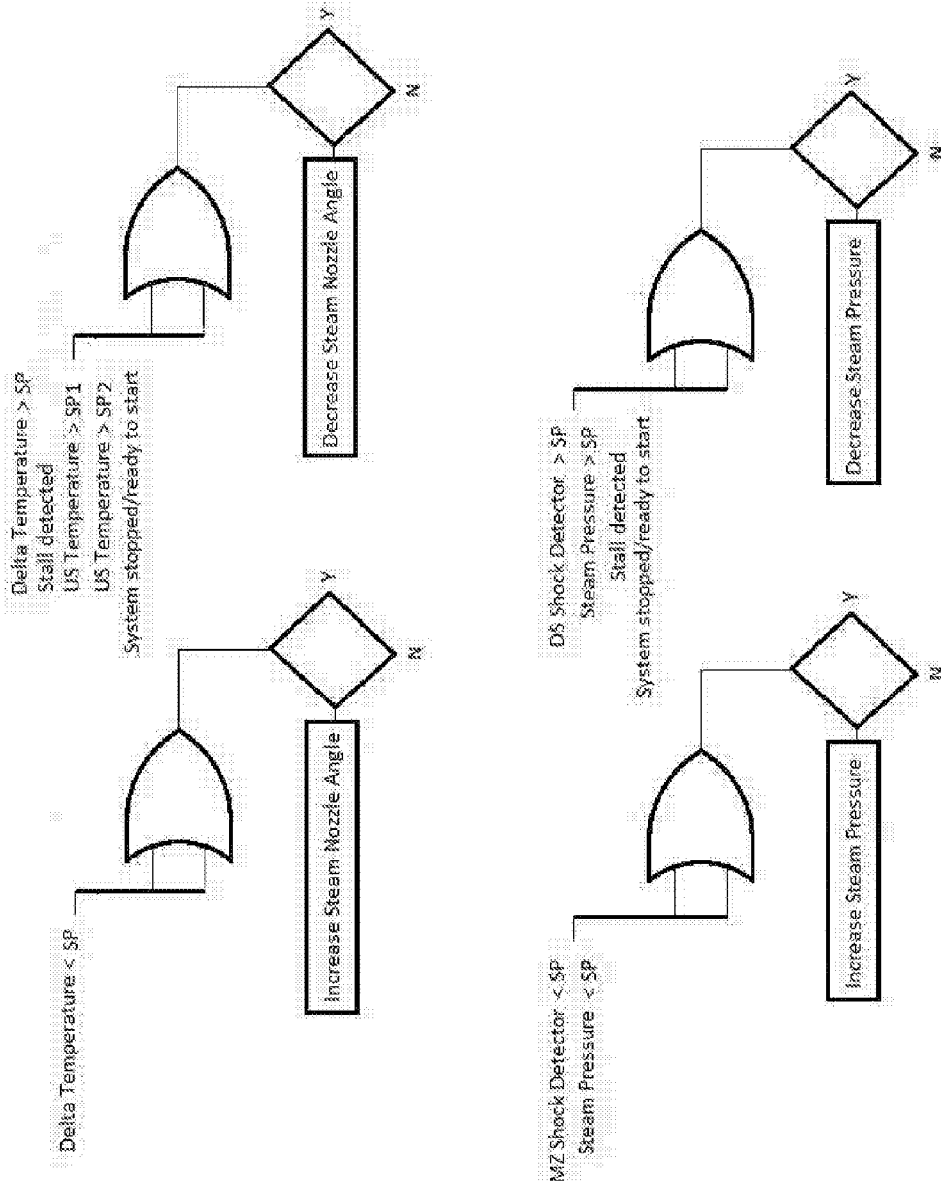 Delta Temperature < SP
Increase Steam Nozzle Angle
Y
N
Delta Temperature > SP
Stall detected
US Temperature > SP1
US Temperature > SP2
System stopped/ready to start
Decrease Steam Nozzle Angle
Y
N
MZ Shock Detector < SP
Steam Pressure < SP
Increase Steam Pressure
Y
N
DS Shock Detector > SP
Steam Pressure > SP
Stall detected
System stopped/ready to start
Decrease Steam Pressure
Y
N